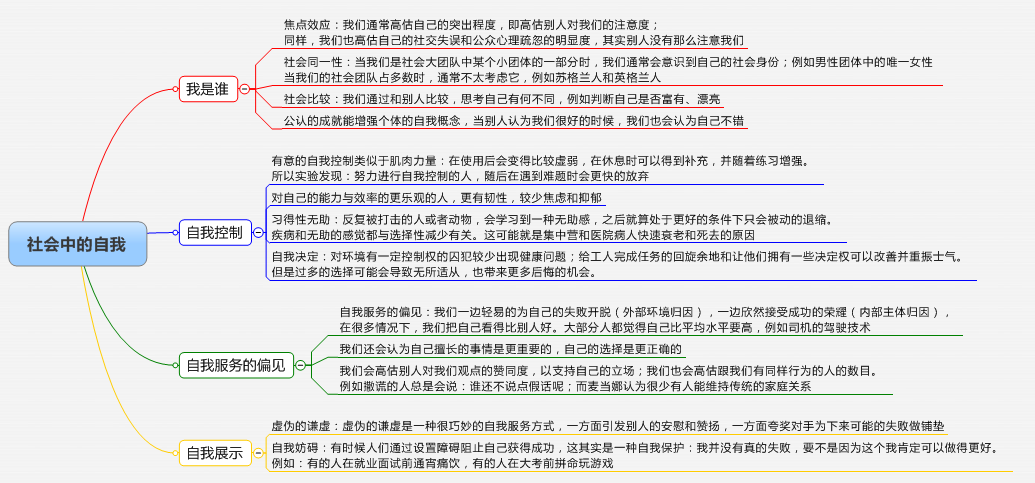 社会中的自我
我是谁
焦点效应：我们通常高估自己的突出程度，即高估别人对我们的注意度；
同样，我们也高估自己的社交失误和公众心理疏忽的明显度，其实别人没有那么注意我们
社会同一性：当我们是社会大团队中某个小团体的一部分时，我们通常会意识到自己的社会身份；例如男性团体中的唯一女性
当我们的社会团队占多数时，通常不太考虑它，例如苏格兰人和英格兰人
社会比较：我们通过和别人比较，思考自己有何不同，例如判断自己是否富有、漂亮
公认的成就能增强个体的自我概念，当别人认为我们很好的时候，我们也会认为自己不错
自我控制
有意的自我控制类似于肌肉力量：在使用后会变得比较虚弱，在休息时可以得到补充，并随着练习增强。
所以实验发现：努力进行自我控制的人，随后在遇到难题时会更快的放弃
对自己的能力与效率的更乐观的人，更有韧性，较少焦虑和抑郁
习得性无助：反复被打击的人或者动物，会学习到一种无助感，之后就算处于更好的条件下只会被动的退缩。
疾病和无助的感觉都与选择性减少有关。这可能就是集中营和医院病人快速衰老和死去的原因
自我决定：对环境有一定控制权的囚犯较少出现健康问题；给工人完成任务的回旋余地和让他们拥有一些决定权可以改善并重振士气。
但是过多的选择可能会导致无所适从，也带来更多后悔的机会。
自我服务的偏见
自我服务的偏见：我们一边轻易的为自己的失败开脱（外部环境归因），一边欣然接受成功的荣耀（内部主体归因），
在很多情况下，我们把自己看得比别人好。大部分人都觉得自己比平均水平要高，例如司机的驾驶技术
我们还会认为自己擅长的事情是更重要的，自己的选择是更正确的
我们会高估别人对我们观点的赞同度，以支持自己的立场；我们也会高估跟我们有同样行为的人的数目。
例如撒谎的人总是会说：谁还不说点假话呢；而麦当娜认为很少有人能维持传统的家庭关系
自我展示
虚伪的谦虚：虚伪的谦虚是一种很巧妙的自我服务方式，一方面引发别人的安慰和赞扬，一方面夸奖对手为下来可能的失败做铺垫
自我妨碍：有时候人们通过设置障碍阻止自己获得成功，这其实是一种自我保护：我并没有真的失败，要不是因为这个我肯定可以做得更好。
例如：有的人在就业面试前通宵痛饮，有的人在大考前拼命玩游戏